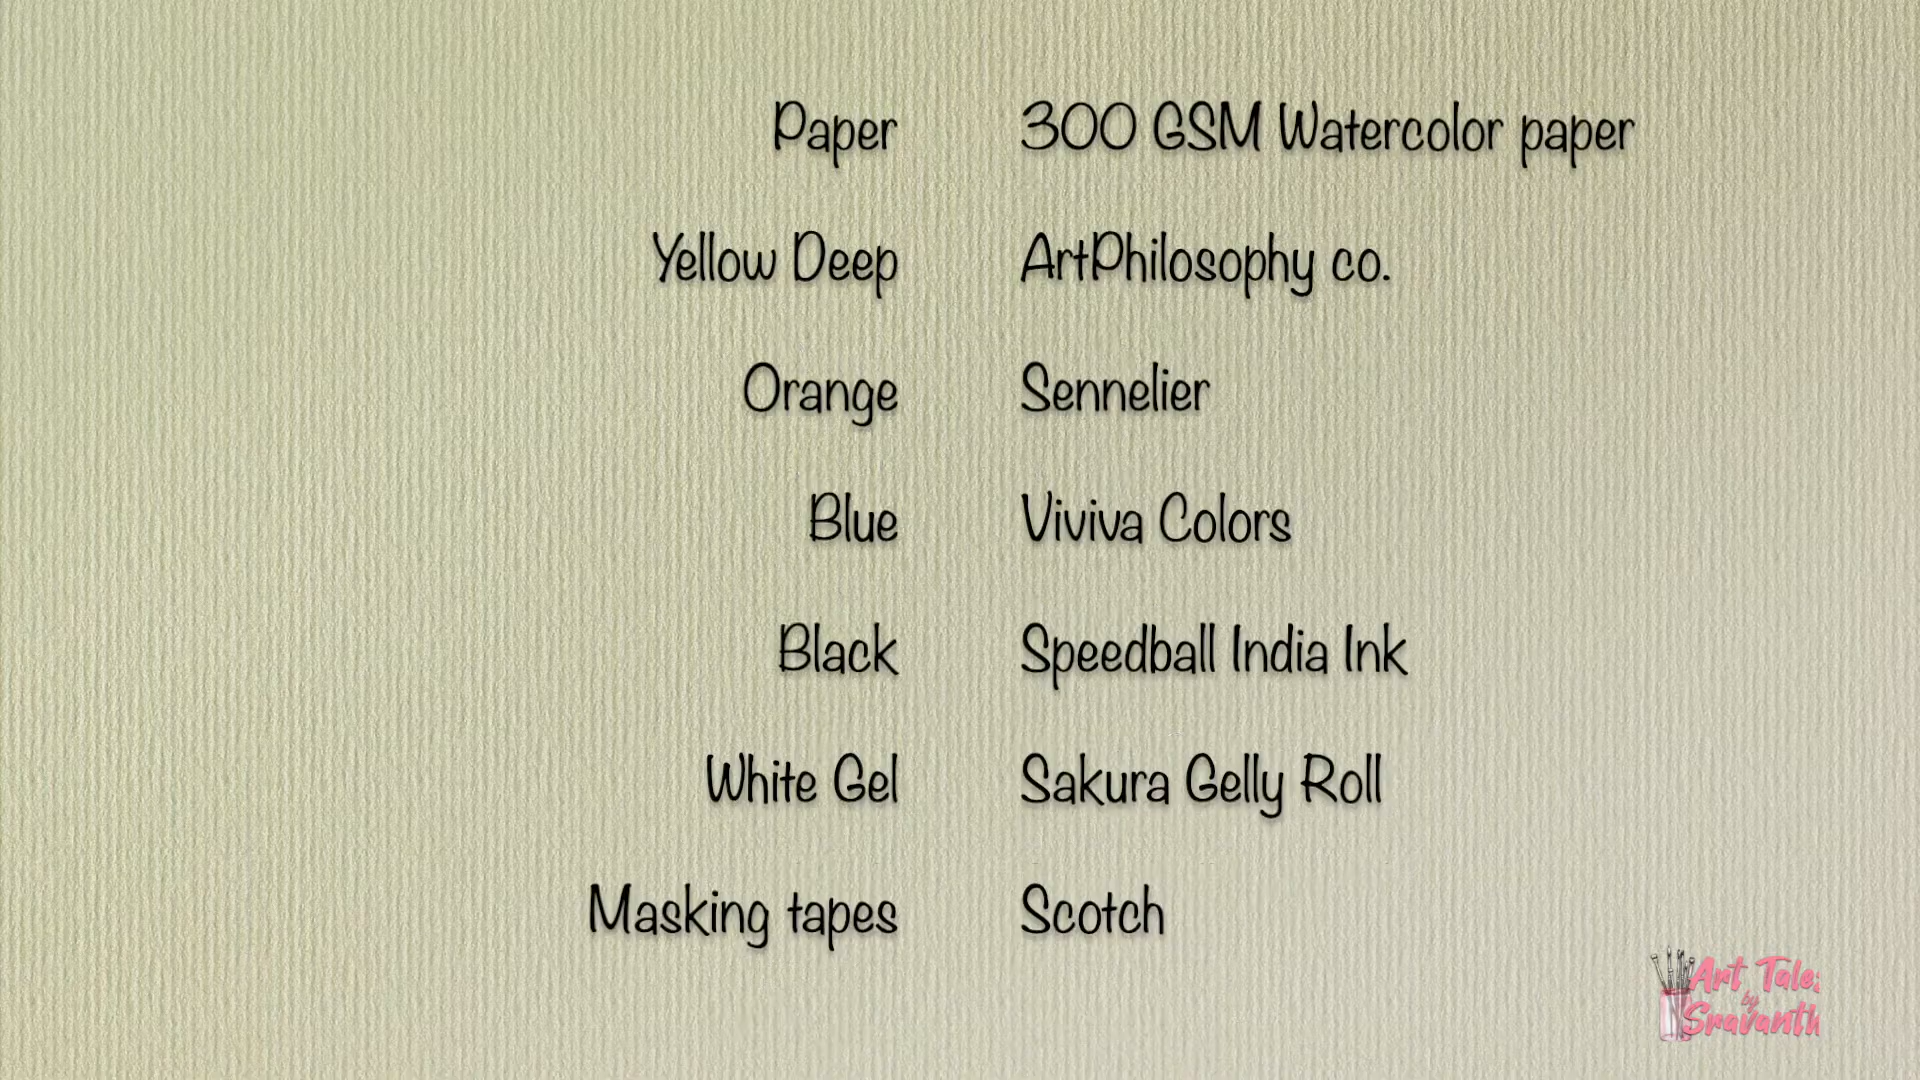 Paper 300 GSM Watercolor paper
Yellow Deep ArtPhilosophy co.
Orange Sennelier
Blue Viviva Colors
Black Speedball India Ink
White Gel Sakura Gelly Roll
Masking tapes Scotch
Art Tales
by
Sravanth